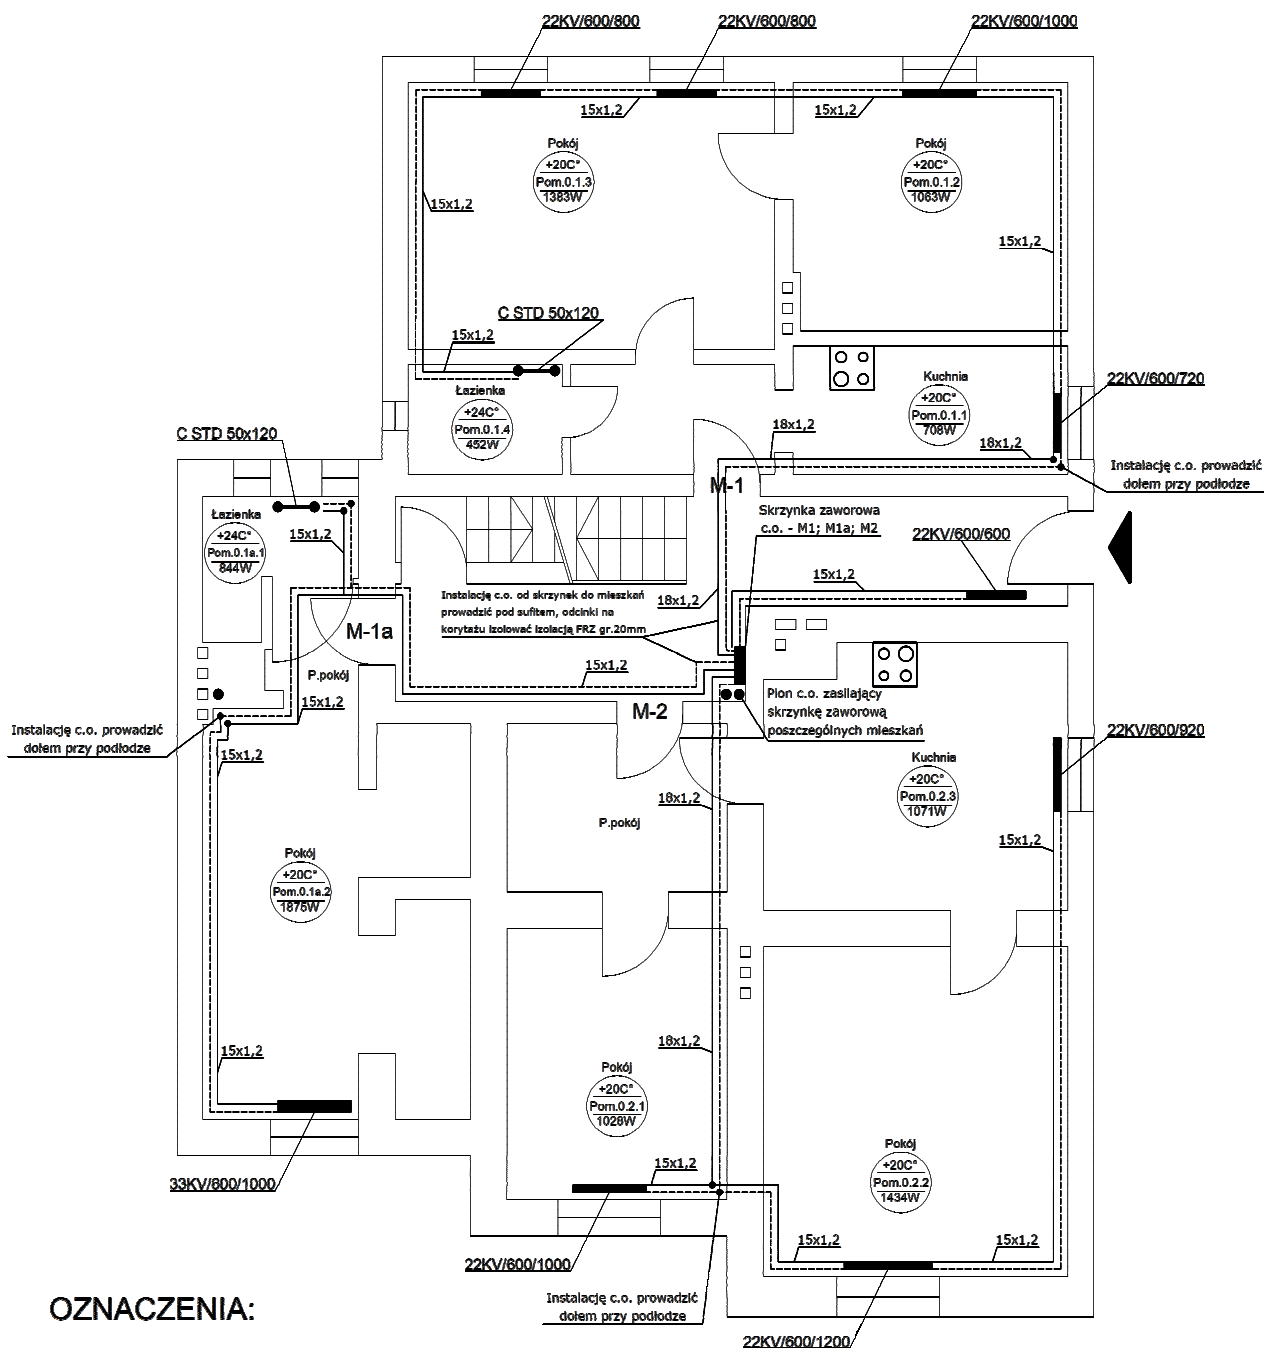 22KV/600/800
22KV/600/800
22KV/600/1000
15x1,2
15x1,2
Pokój
+20C°
Pom.0.1.3
1383W
Pokój
+20C°
Pom.0.1.2
1063W
15x1,2
15x1,2
C STD 50x120
15x1,2
Łazienka
+24C°
Pom.0.1.4
452W
Kuchnia
+20C°
Pom.0.1.1
708W
22KV/600/720
18x1,2
18x1,2
Instalację c.o. prowadzić
dołem przy podłodze
C STD 50x120
M-1
Skrzynka zaworowa
c.o. - M1; M1a; M2
22KV/600/600
Łazienka
+24C°
Pom.0.1a.1
844W
15x1,2
15x1,2
Instalację c.o. od skrzynek do mieszkań
prowadzić pod sufitem, odcinki na
korytażu izolować izolacją FRZ gr.20mm
18x1,2
M-1a
15x1,2
P.pokój
15x1,2
M-2
Pion c.o. zasilający
skrzynkę zaworową
poszczególnych mieszkań
Instalację c.o. prowadzić
dołem przy podłodze
22KV/600/920
15x1,2
Kuchnia
+20C°
Pom.0.2.3
1071W
18x1,2
P.pokój
15x1,2
Pokój
+20C°
Pom.0.1a.2
1875W
15x1,2
18x1,2
Pokój
+20C°
Pom.0.2.1
1028W
Pokój
+20C°
Pom.0.2.2
1434W
15x1,2
33KV/600/1000
15x1,2
15x1,2
22KV/600/1000
Instalację c.o. prowadzić
dołem przy podłodze
OZNACZENIA:
22KV/600/1200